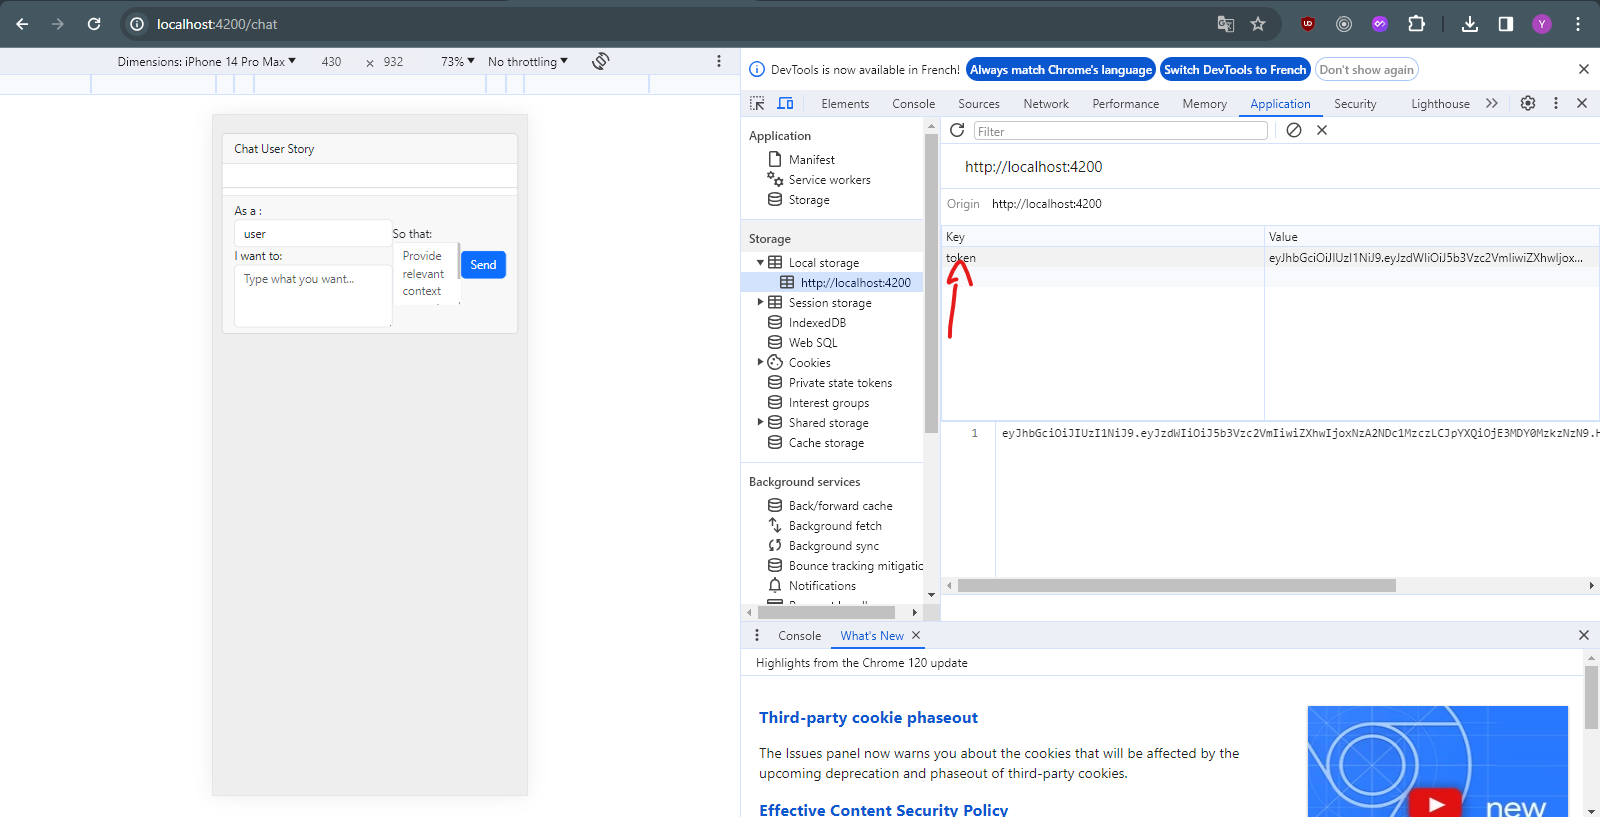 localhost:4200/chat
Y
Dimensions: iPhone 14 Pro Max 430 × 932 73% No throttling
Chat User Story
As a :
user
I want to:
Type what you want...
So that:
Provide
relevant
context
Send
DevTools is now available in French! Always match Chrome's language Switch DevTools to French Don't show again
Elements Console Sources Network Performance Memory Application Security Lighthouse
Application
Manifest
Service workers
Storage
Storage
Local storage
http://localhost:4200
Session storage
IndexedDB
Web SQL
Cookies
Private state tokens
Interest groups
Shared storage
Cache storage
Background services
Back/forward cache
Background fetch
Background sync
Bounce tracking mitigatio
Notifications
Filter
http://localhost:4200
Origin http://localhost:4200
Key Value
token eyJhbGciOiJIUzI1NiJ9.eyJzdWIiOiJ5b3Vzc2VmIiwiZXhwIjox...
1 eyJhbGciOiJIUzI1NiJ9.eyJzdWIiOiJ5b3Vzc2VmIiwiZXhwIjoxNzA2NDc1MzczLCJpYXQiOjE3MDY0MzkzNzN9.H
Console What's New
Highlights from the Chrome 120 update
Third-party cookie phaseout
The Issues panel now warns you about the cookies that will be affected by the
upcoming deprecation and phaseout of third-party cookies.
Effective Content Security Policy
new